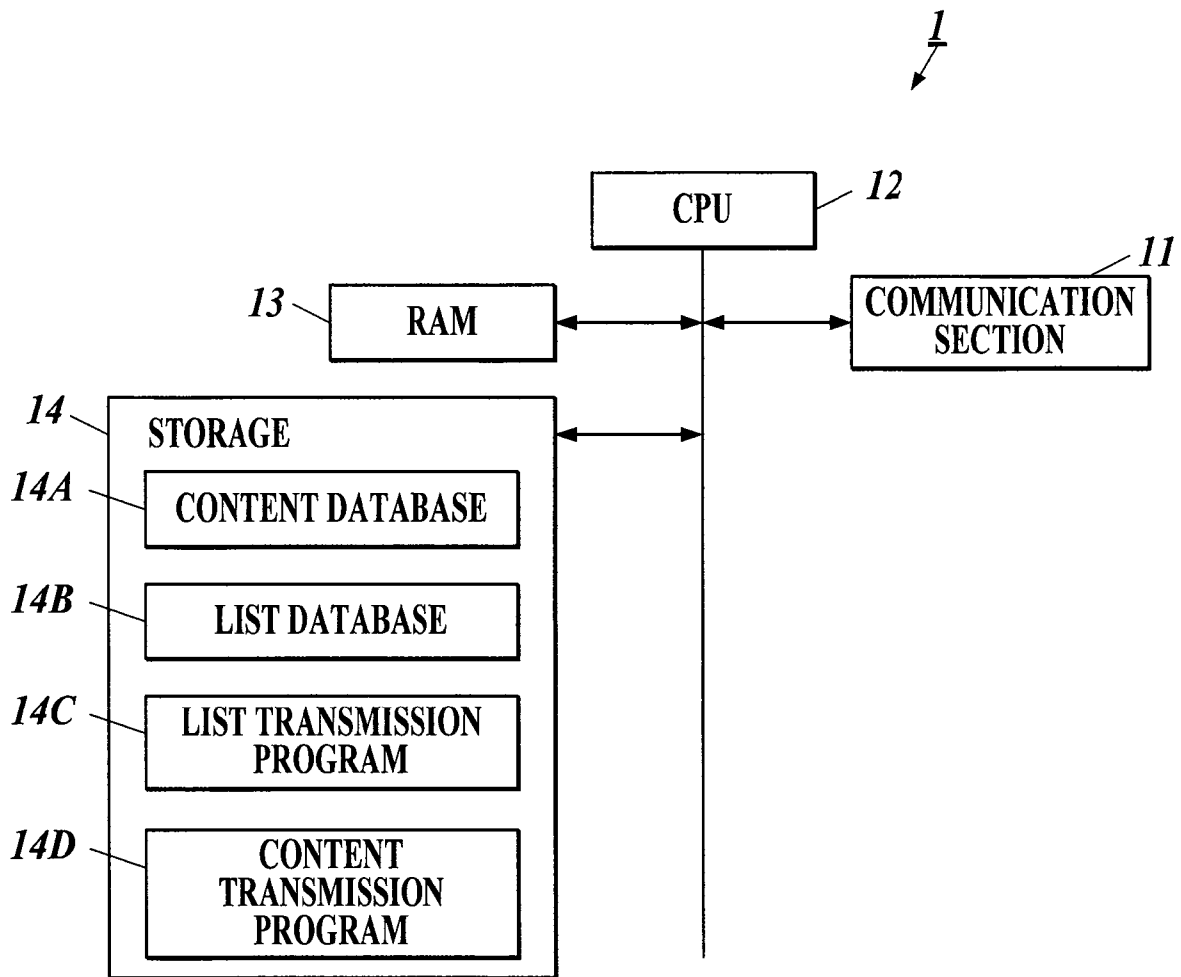 1
CPU
12
11
13
RAM
COMMUNICATION
SECTION
14
STORAGE
14A
CONTENT DATABASE
14B
LIST DATABASE
14C
LIST TRANSMISSION
PROGRAM
14D
CONTENT
TRANSMISSION
PROGRAM